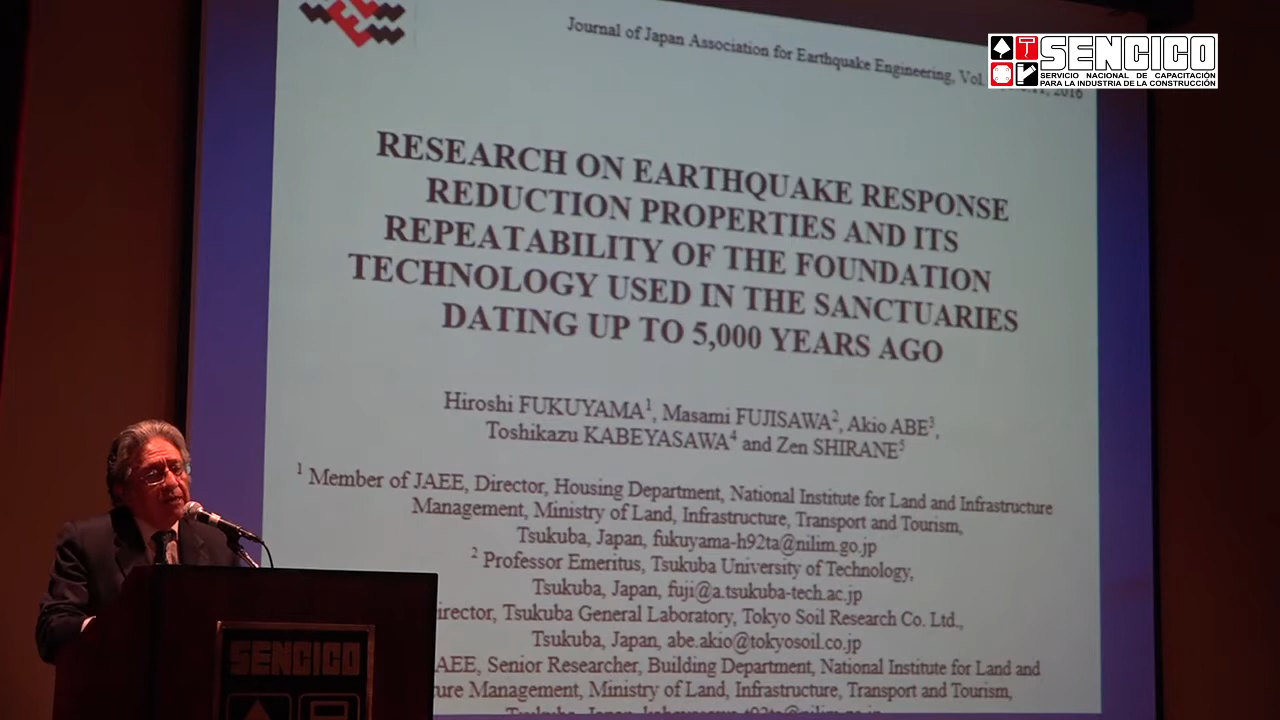 Journal of Japan Association for Earthquake Engineering, Vol.
2016
SENCICO
SERVICIO NACIONAL DE CAPACITACIÓN
PARA LA INDUSTRIA DE LA CONSTRUCCIÓN
RESEARCH ON EARTHQUAKE RESPONSE
REDUCTION PROPERTIES AND ITS
REPEATABILITY OF THE FOUNDATION
TECHNOLOGY USED IN THE SANCTUARIES
DATING UP TO 5,000 YEARS AGO
Hiroshi FUKUYAMA¹, Masami FUJISAWA², Akio ABE³,
Toshikazu KABEYASAWA⁴ and Zen SHIRANE⁵
¹ Member of JAEE, Director, Housing Department, National Institute for Land and Infrastructure
Management, Ministry of Land, Infrastructure, Transport and Tourism,
Tsukuba, Japan, fukuyama-h92ta@nilim.go.jp
² Professor Emeritus, Tsukuba University of Technology,
Tsukuba, Japan, fuji@a.tsukuba-tech.ac.jp
irector, Tsukuba General Laboratory, Tokyo Soil Research Co. Ltd.,
Tsukuba, Japan, abe.akio@tokyosoil.co.jp
AEE, Senior Researcher, Building Department, National Institute for Land and
ure Management, Ministry of Land, Infrastructure, Transport and Tourism,
SENCICO